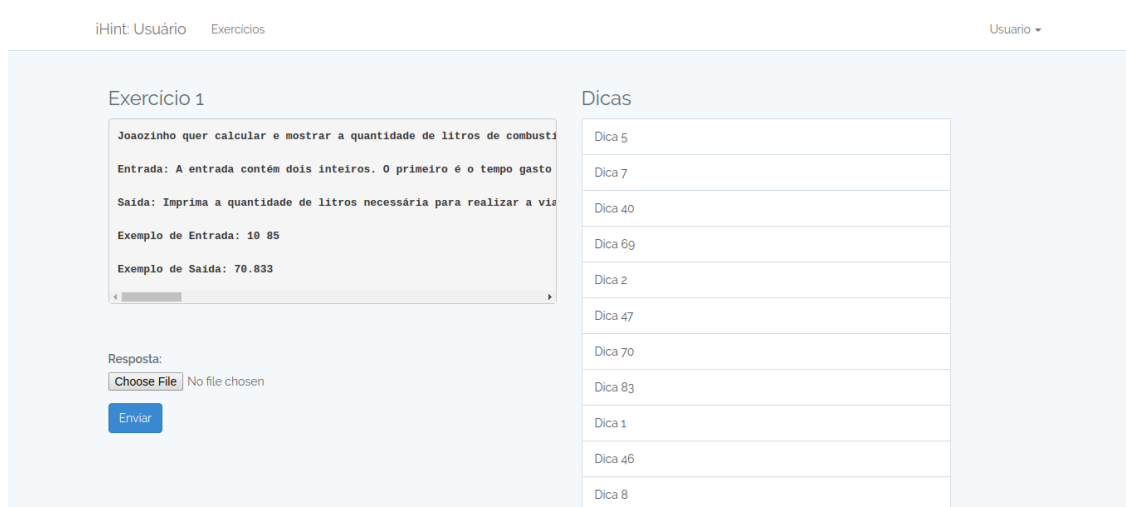 iHint: Usuário Exercicios Usuario
Exercício 1
Joaozinho quer calcular e mostrar a quantidade de litros de combustí
Entrada: A entrada contém dois inteiros. O primeiro é o tempo gasto
Saída: Imprima a quantidade de litros necessária para realizar a via
Exemplo de Entrada: 10 85
Exemplo de Saída: 70.833
Resposta:
Choose File No file chosen
Enviar
Dicas
Dica 5
Dica 7
Dica 40
Dica 69
Dica 2
Dica 47
Dica 70
Dica 83
Dica 1
Dica 46
Dica 8